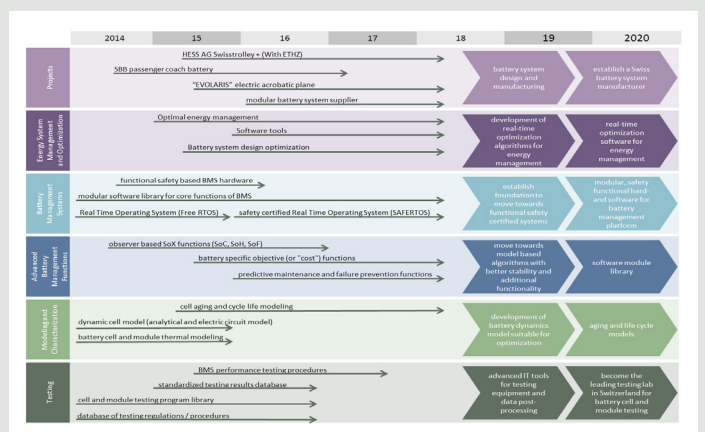 2014 15 16 17 18 19 2020
Projects
HESS AG Swisstrolley + (With ETHZ)
SBB passenger coach battery
"EVOLARIS" electric acrobatic plane
modular battery system supplier
battery system
design and
manufacturing
establish a Swiss
battery system
manufacturer
Energy System
Management
and Optimization
Optimal energy management
Software tools
Battery system design optimization
development of
real-time
optimization
algorithms for
energy
management
real-time
optimization
software for
energy
management
Battery
Management
Systems
functional safety based BMS hardware
modular software library for core functions of BMS
Real Time Operating System (Free RTOS)
safety certified Real Time Operating System (SAFERTOS)
establish
foundation to
move towards
functional safety
certified systems
modular, safety
functional hard-
and software for
battery
management
platform
Advanced
Battery
Management
Functions
observer based SoX functions (SoC, SoH, SoF)
battery specific objective (or "cost") functions
predictive maintenance and failure prevention functions
move towards
model based
algorithms with
better stability and
additional
functionality
software module
library
Modeling and
Characterization
cell aging and cycle life modeling
dynamic cell model (analytical and electric circuit model)
battery cell and module thermal modeling
development of
battery dynamics
model suitable for
optimization
aging and life cycle
models
Testing
BMS performance testing procedures
standardized testing results database
cell and module testing program library
database of testing regulations / procedures
advanced IT tools
for testing
equipment and
data post-
processing
become the
leading testing lab
in Switzerland for
battery cell and
module testing